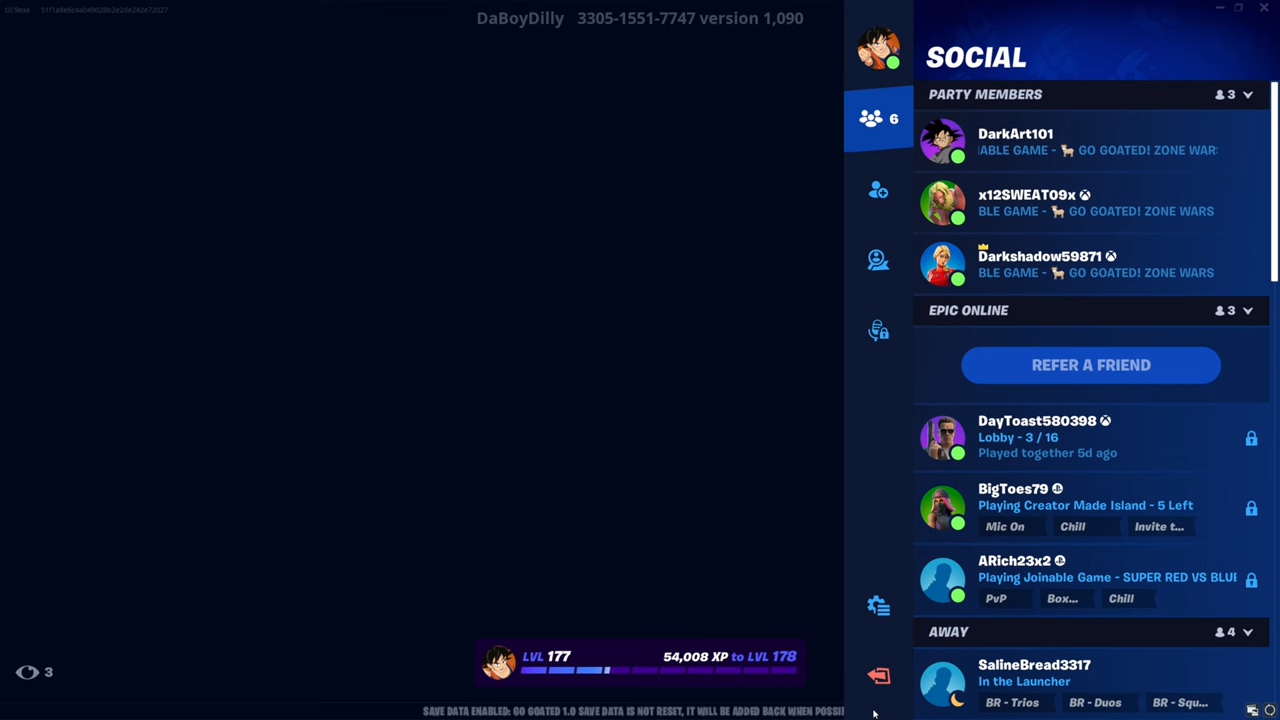 GC9exe 51f1a8e6c4a049028b2e2de242e72027
DaBoyDilly 3305-1551-7747 version 1,090
SOCIAL
6
PARTY MEMBERS 3
DarkArt101
ABLE GAME - GO GOATED! ZONE WAR
x12SWEAT09x
BLE GAME - GO GOATED! ZONE WARS
Darkshadow59871
BLE GAME - GO GOATED! ZONE WARS
EPIC ONLINE 3
REFER A FRIEND
DayToast580398
Lobby - 3 / 16
Played together 5d ago
BigToes79
Playing Creator Made Island - 5 Left
Mic On Chill Invite t...
ARich23x2
Playing Joinable Game - SUPER RED VS BLUE
PvP Box... Chill
AWAY 4
SalineBread3317
In the Launcher
BR - Trios BR - Duos BR - Squ...
LVL 177 54,008 XP to LVL 178
3
SAVE DATA ENABLED: GO GOATED 1.0 SAVE DATA IS NOT RESET, IT WILL BE ADDED BACK WHEN POSSI